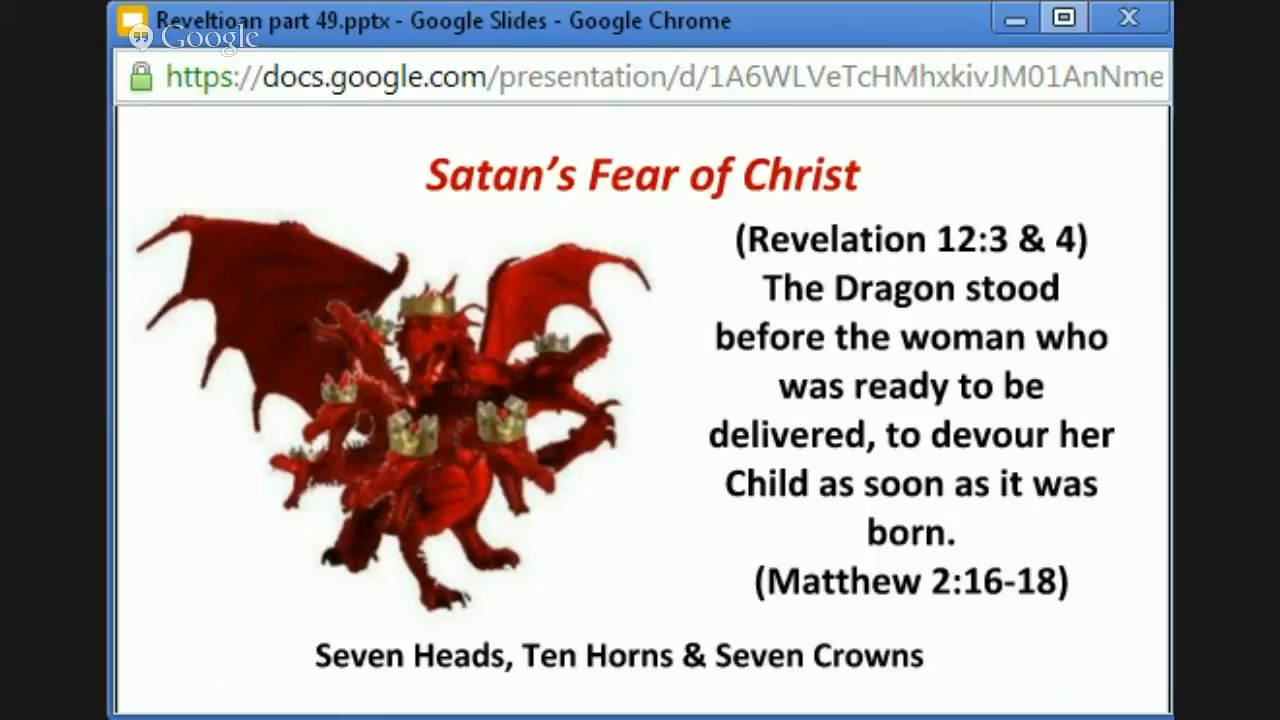 Reveltioan part 49.pptx - Google Slides - Google Chrome
Google
https://docs.google.com/presentation/d/1A6WLVeTcHMhxkivJM01AnNme
Satan's Fear of Christ
(Revelation 12:3 & 4)
The Dragon stood
before the woman who
was ready to be
delivered, to devour her
Child as soon as it was
born.
(Matthew 2:16-18)
Seven Heads, Ten Horns & Seven Crowns